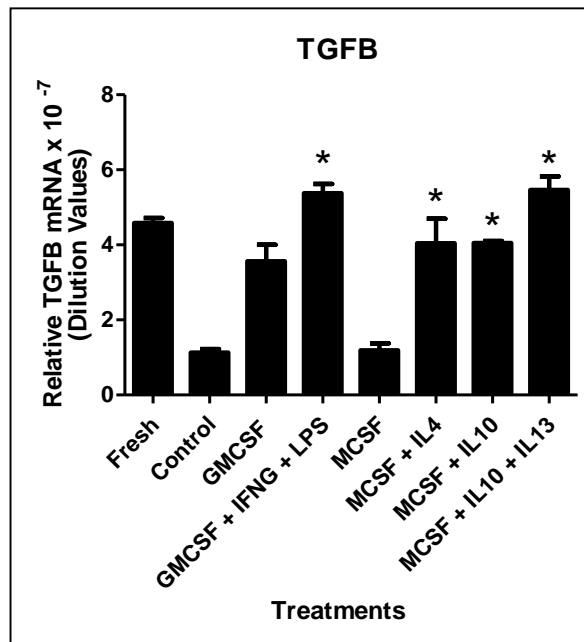 TGFB
Relative TGFB mRNA x 10 -7
(Dilution Values)
8
6
4
2
0
*
*
*
*
Fresh
Control
GMCSF
GMCSF + IFNG + LPS
MCSF
MCSF + IL4
MCSF + IL10
MCSF + IL10 + IL13
Treatments